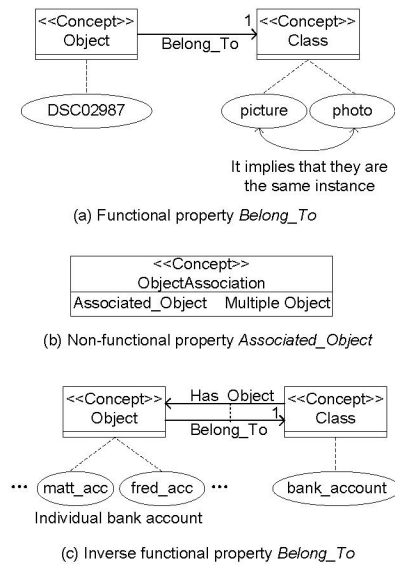 <<Concept>>
Object
1
<<Concept>>
Class
Belong_To
DSC02987
picture
photo
It implies that they are
the same instance
(a) Functional property Belong_To
<<Concept>>
ObjectAssociation
Associated_Object Multiple Object
(b) Non-functional property Associated_Object
<<Concept>>
Object
Has_Object
1
Belong_To
<<Concept>>
Class
... matt_acc fred_acc ...
bank_account
Individual bank account
(c) Inverse functional property Belong_To